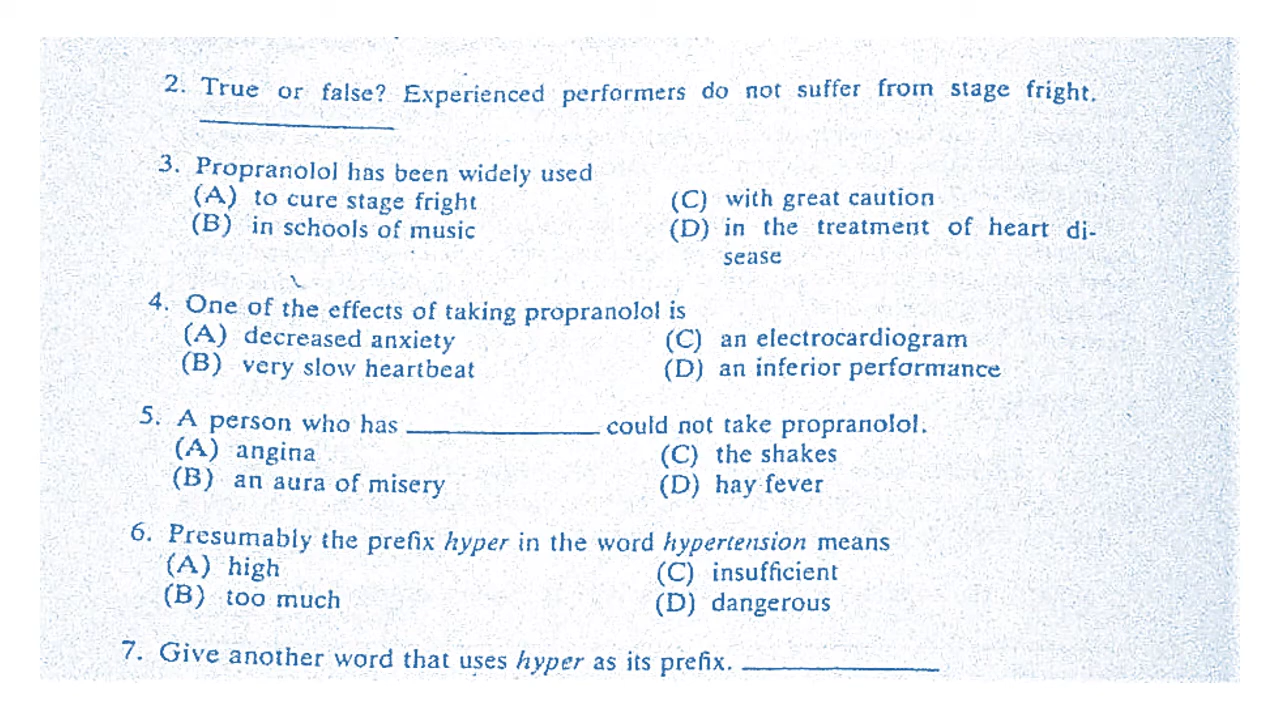 2. True or false? Experienced performers do not suffer from stage fright.
3. Propranolol has been widely used
(A) to cure stage fright
(B) in schools of music
(C) with great caution
(D) in the treatment of heart di-
sease
4. One of the effects of taking propranolol is
(A) decreased anxiety
(B) very slow heartbeat
(C) an electrocardiogram
(D) an inferior performance
5. A person who has __________ could not take propranolol.
(A) angina
(B) an aura of misery
(C) the shakes
(D) hay fever
6. Presumably the prefix hyper in the word hypertension means
(A) high
(B) too much
(C) insufficient
(D) dangerous
7. Give another word that uses hyper as its prefix. __________